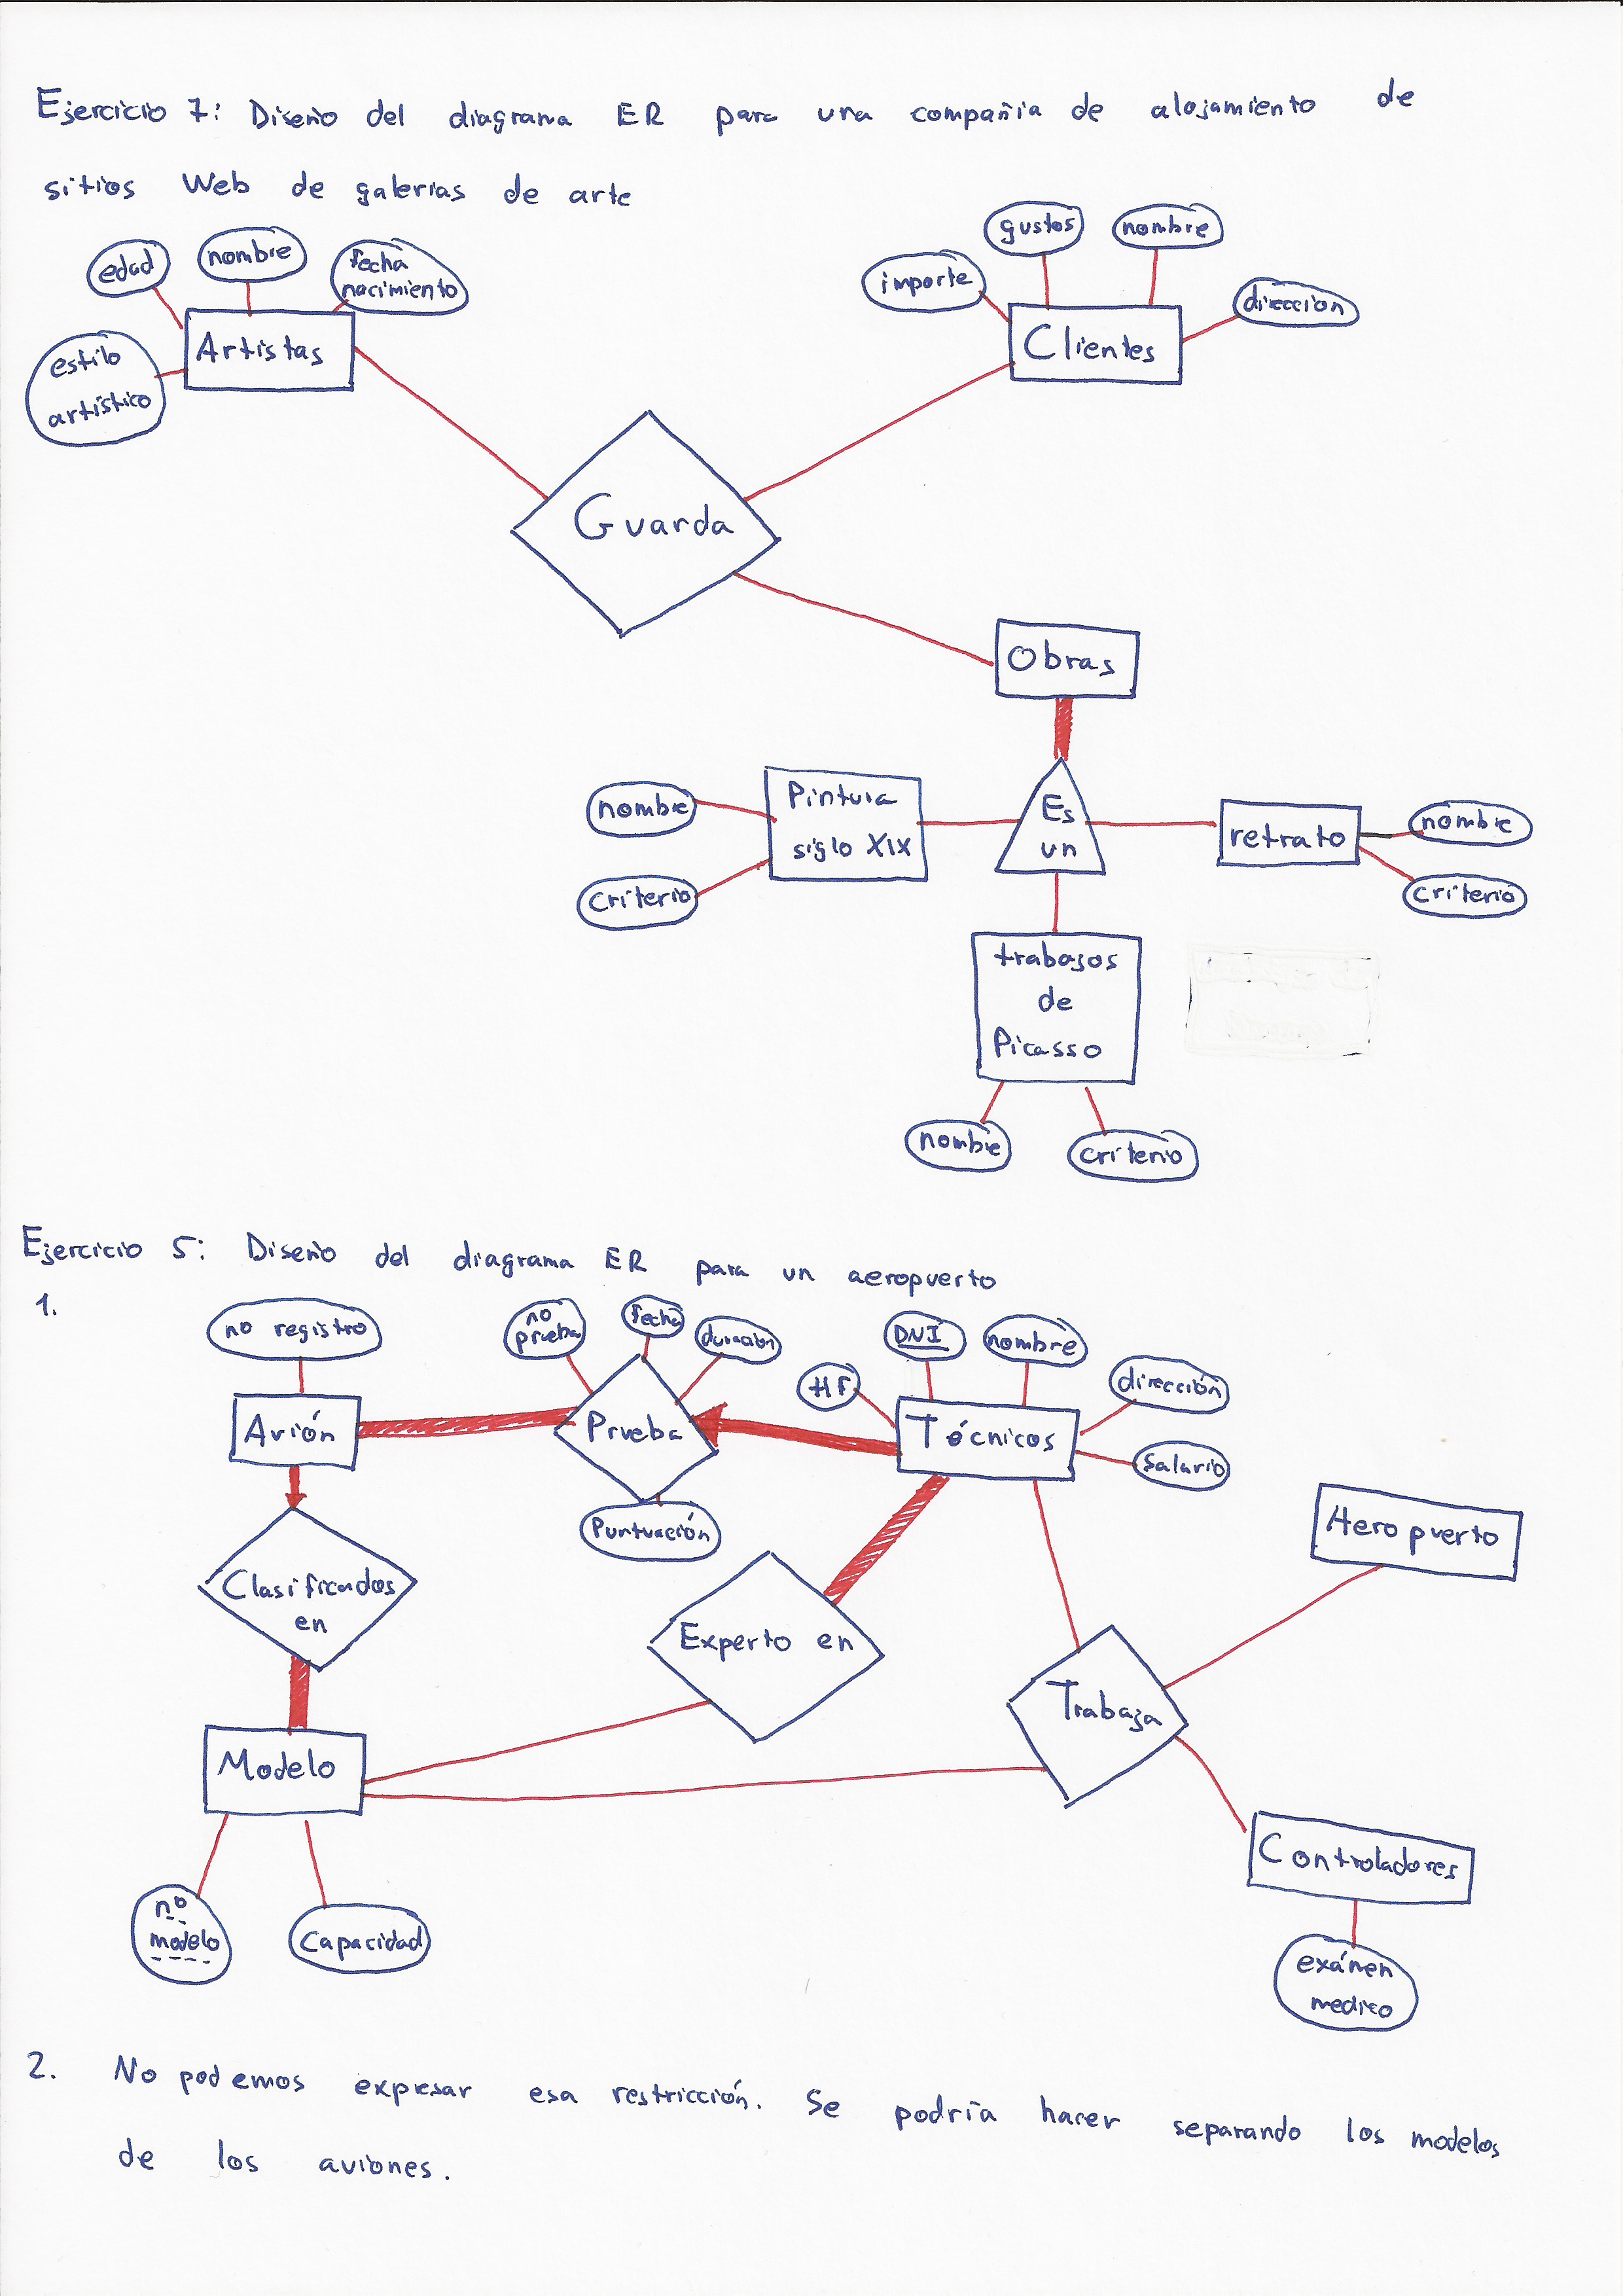 Ejercicio 7: Diseño del diagrama ER para una compañia de alojamiento de
sitios Web de galerias de arte
edad
nombre
fecha
nacimiento
estilo
artístico
Artistas
importe
gustos
nombre
dirección
Clientes
Guarda
Obras
nombre
criterio
Pintura
siglo XIX
Es
un
retrato
nombre
criterio
trabajos
de
Picasso
nombre
criterio
Ejercicio 5: Diseño del diagrama ER para un aeropuerto
1.
no registro
Avión
no
prueba
fecha
duración
Prueba
Puntuación
HF
DNI
nombre
dirección
Salario
Técnicos
Aeropuerto
Clasificados
en
Experto en
Trabaja
Modelo
nº
modelo
Capacidad
Controladores
exámen
medico
2. No podemos expresar esa restricción. Se podría hacer separando los modelos
de los aviones.